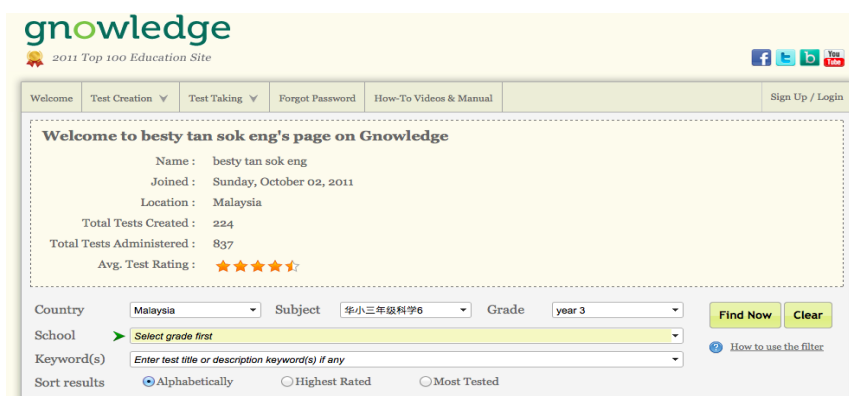 gnowledge
2011 Top 100 Education Site
f t b You Tube
Welcome Test Creation Test Taking Forgot Password How-To Videos & Manual Sign Up / Login
Welcome to besty tan sok eng's page on Gnowledge
Name : besty tan sok eng
Joined : Sunday, October 02, 2011
Location : Malaysia
Total Tests Created : 224
Total Tests Administered : 837
Avg. Test Rating :
Country Malaysia Subject 华小三年级科学6 Grade year 3 Find Now Clear
School Select grade first
? How to use the filter
Keyword(s) Enter test title or description keyword(s) if any
Sort results Alphabetically Highest Rated Most Tested